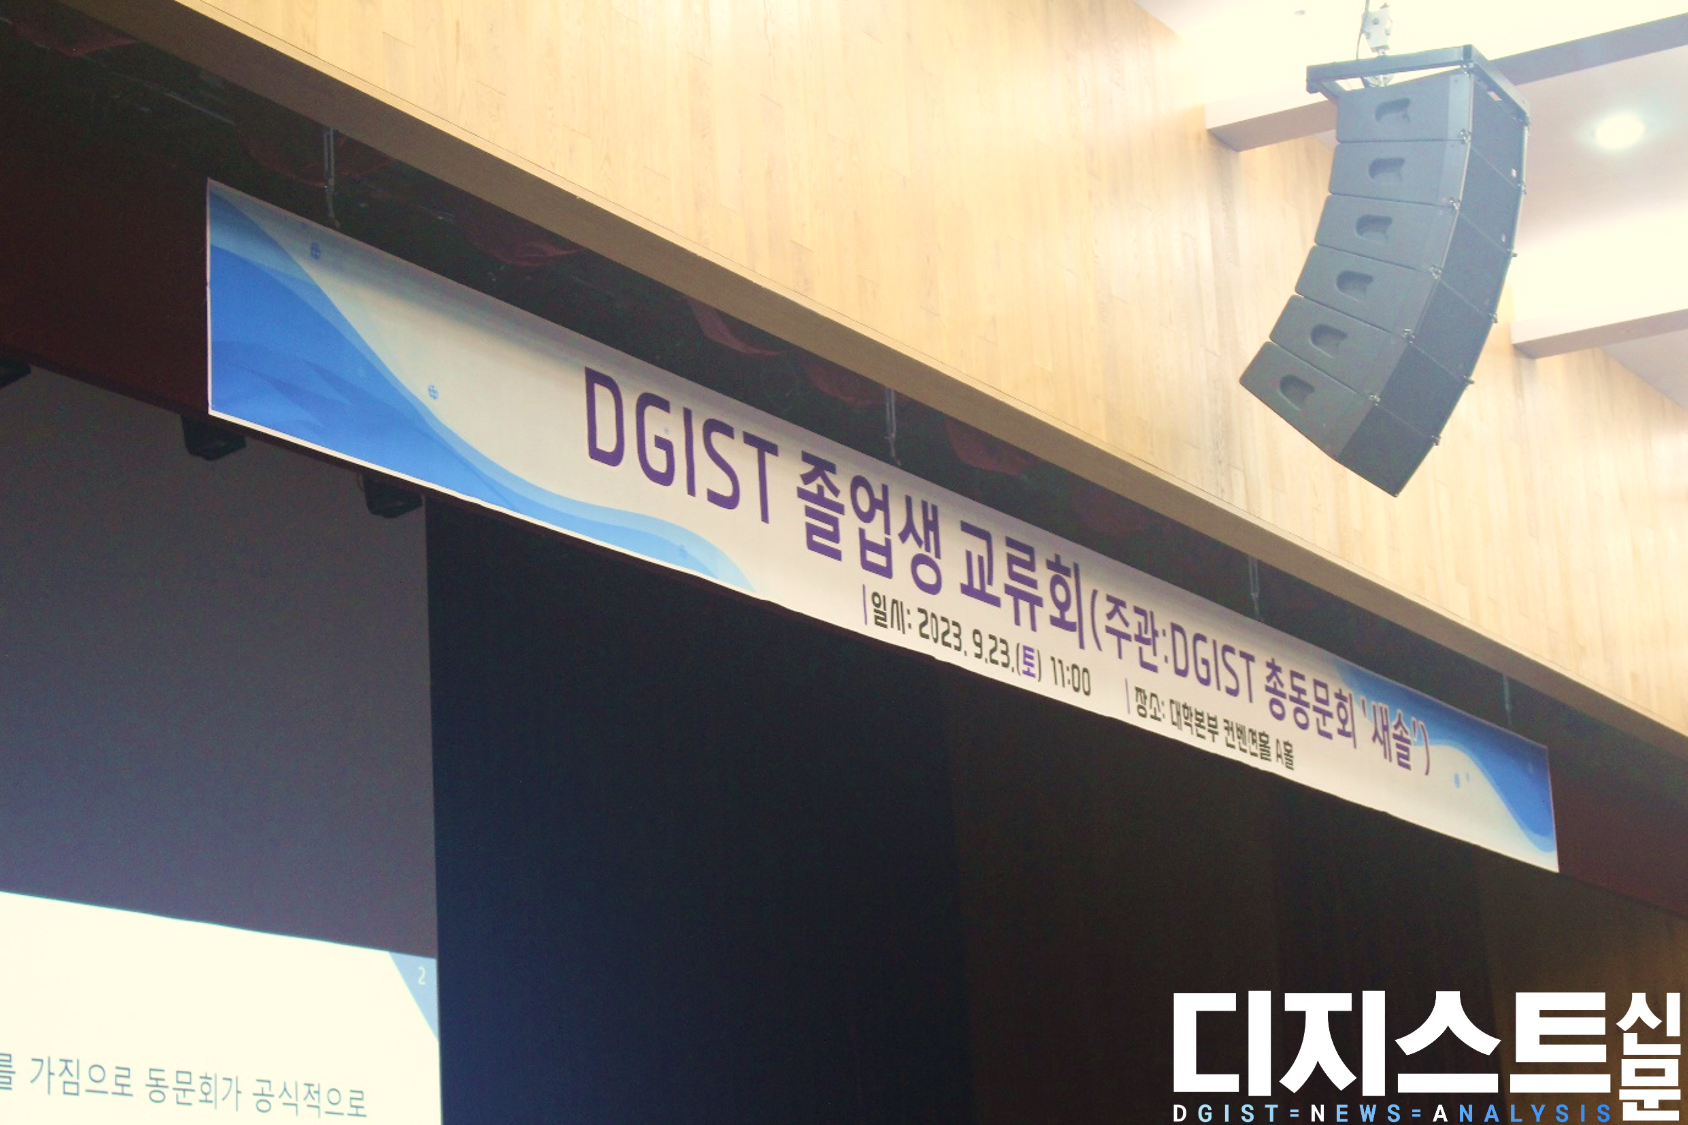 DGIST 졸업생 교류회(주관:DGIST 총동문회 '새솔')
일시: 2023. 9.23.(토) 11:00
장소: 대학본부 컨벤션홀 A홀
2
를 가짐으로 동문회가 공식적으로
디지스트신문
DGIST=NEWS=ANALYSIS